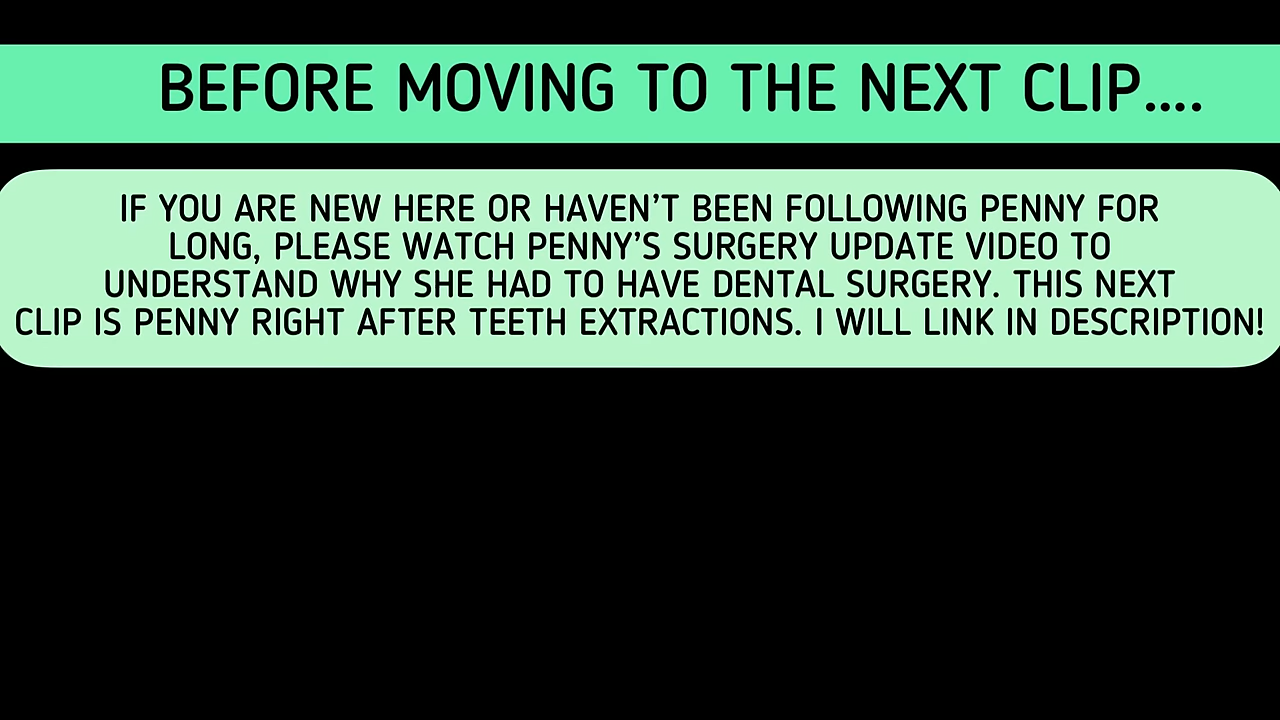 BEFORE MOVING TO THE NEXT CLIP....
IF YOU ARE NEW HERE OR HAVEN’T BEEN FOLLOWING PENNY FOR
LONG, PLEASE WATCH PENNY’S SURGERY UPDATE VIDEO TO
UNDERSTAND WHY SHE HAD TO HAVE DENTAL SURGERY. THIS NEXT
CLIP IS PENNY RIGHT AFTER TEETH EXTRACTIONS. I WILL LINK IN DESCRIPTION!